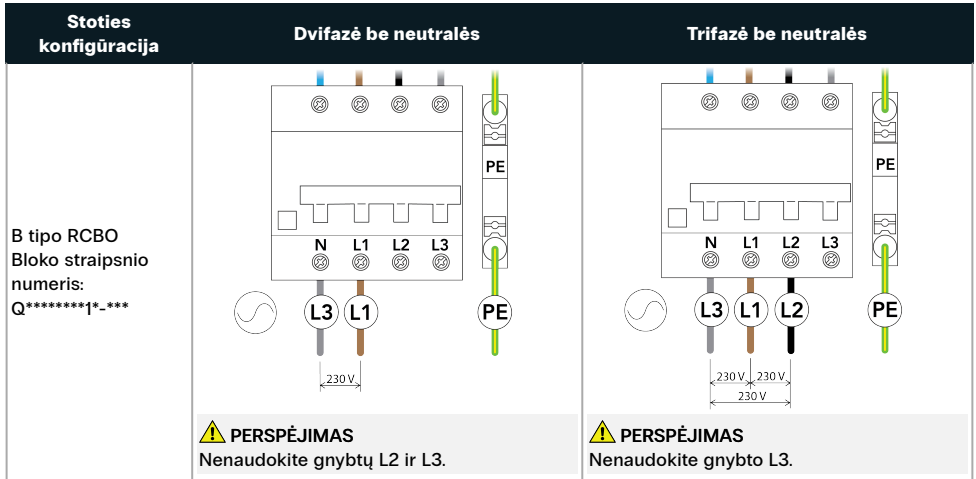 Stoties
konfigūracija
Dvifazė be neutralės
Trifazė be neutralės
B tipo RCBO
Bloko straipsnio
numeris:
Q********1*-***
PE
N L1 L2 L3
L3 L1 PE
230 V
PERSPĖJIMAS
Nenaudokite gnybtų L2 ir L3.
PE
N L1 L2 L3
L3 L1 L2 PE
230 V 230 V
230 V
PERSPĖJIMAS
Nenaudokite gnybto L3.